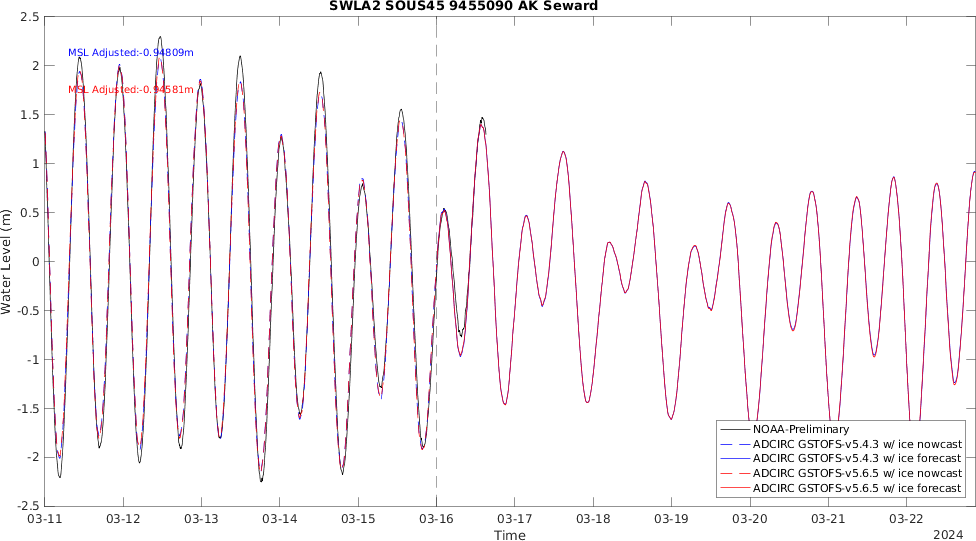 SWLA2 SOUS45 9455090 AK Seward
2.5
2
1.5
1
0.5
0
-0.5
-1
-1.5
-2
-2.5
Water Level (m)
MSL Adjusted:-0.94809m
MSL Adjusted:-0.94581m
NOAA-Preliminary
ADCIRC GSTOFS-v5.4.3 w/ ice nowcast
ADCIRC GSTOFS-v5.4.3 w/ ice forecast
ADCIRC GSTOFS-v5.6.5 w/ ice nowcast
ADCIRC GSTOFS-v5.6.5 w/ ice forecast
03-11 03-12 03-13 03-14 03-15 03-16 03-17 03-18 03-19 03-20 03-21 03-22
Time
2024